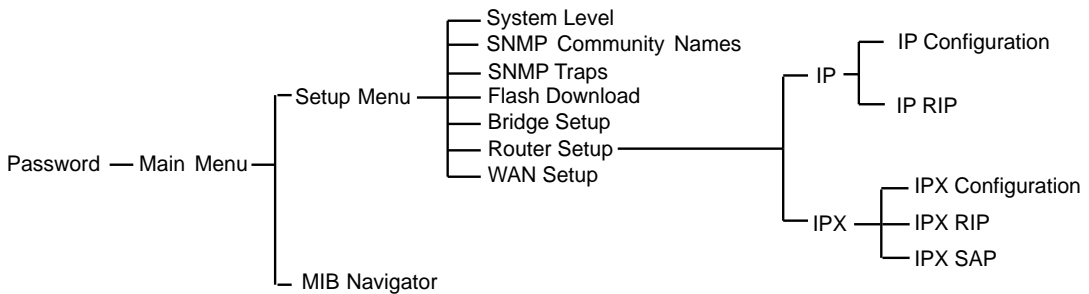 Password
Main Menu
Setup Menu
System Level
SNMP Community Names
SNMP Traps
Flash Download
Bridge Setup
Router Setup
WAN Setup
IP
IP Configuration
IP RIP
IPX
IPX Configuration
IPX RIP
IPX SAP
MIB Navigator